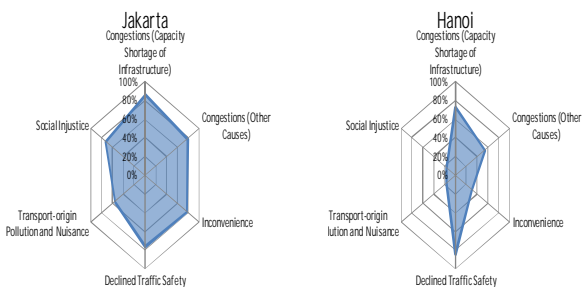 Jakarta
Congestions (Capacity
Shortage of
Infrastructure)
100%
80%
60%
40%
20%
0%
Congestions (Other
Causes)
Inconvenience
Declined Traffic Safety
Transport-origin
Pollution and Nuisance
Social Injustice
Hanoi
Congestions (Capacity
Shortage of
Infrastructure)
100%
80%
60%
40%
20%
0%
Congestions (Other
Causes)
Inconvenience
Declined Traffic Safety
Transport-origin
lution and Nuisance
Social Injustice